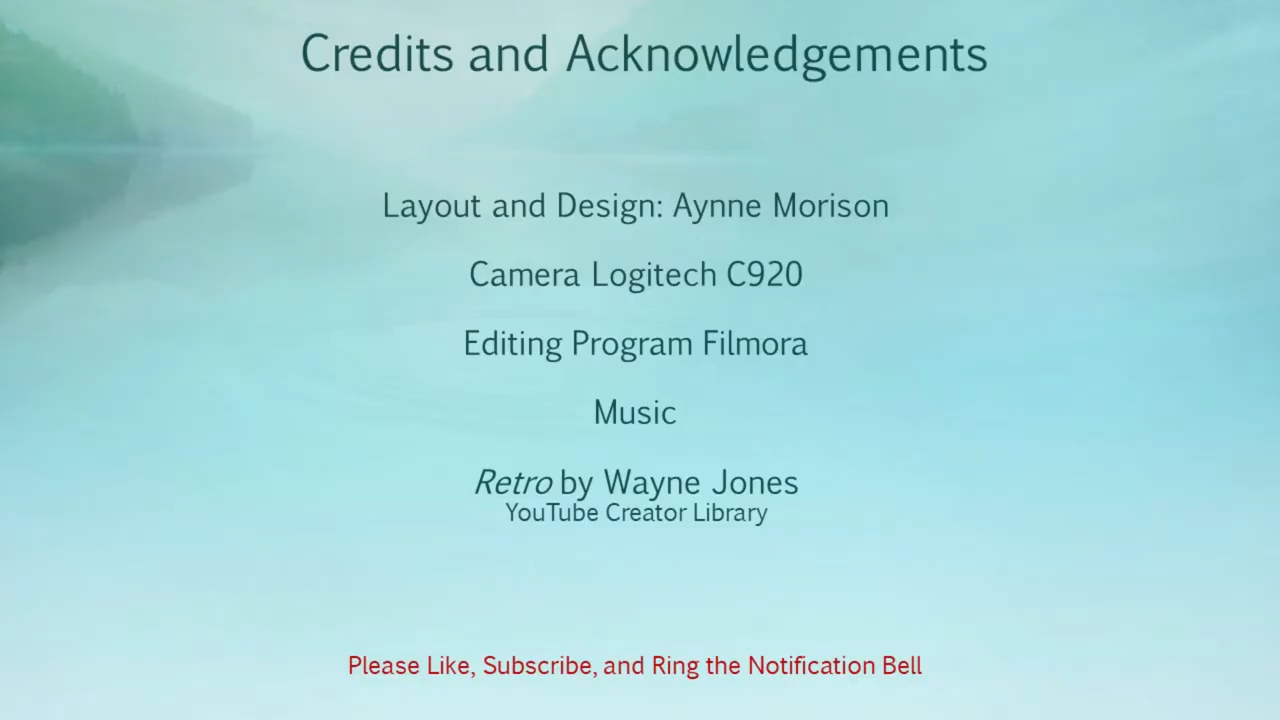 Credits and Acknowledgements
Layout and Design: Aynne Morison
Camera Logitech C920
Editing Program Filmora
Music
Retro by Wayne Jones
YouTube Creator Library
Please Like, Subscribe, and Ring the Notification Bell